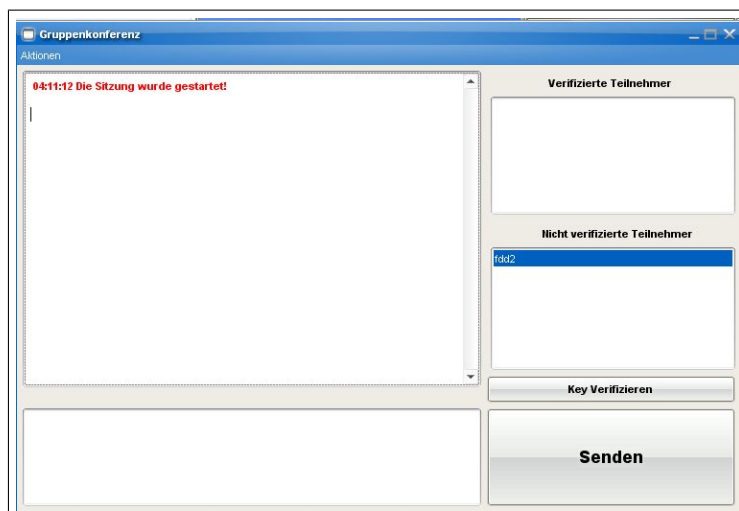 Gruppenkonferenz
Aktionen
04:11:12 Die Sitzung wurde gestartet!
Verifizierte Teilnehmer
Nicht verifizierte Teilnehmer
fdd2
Key Verifizieren
Senden